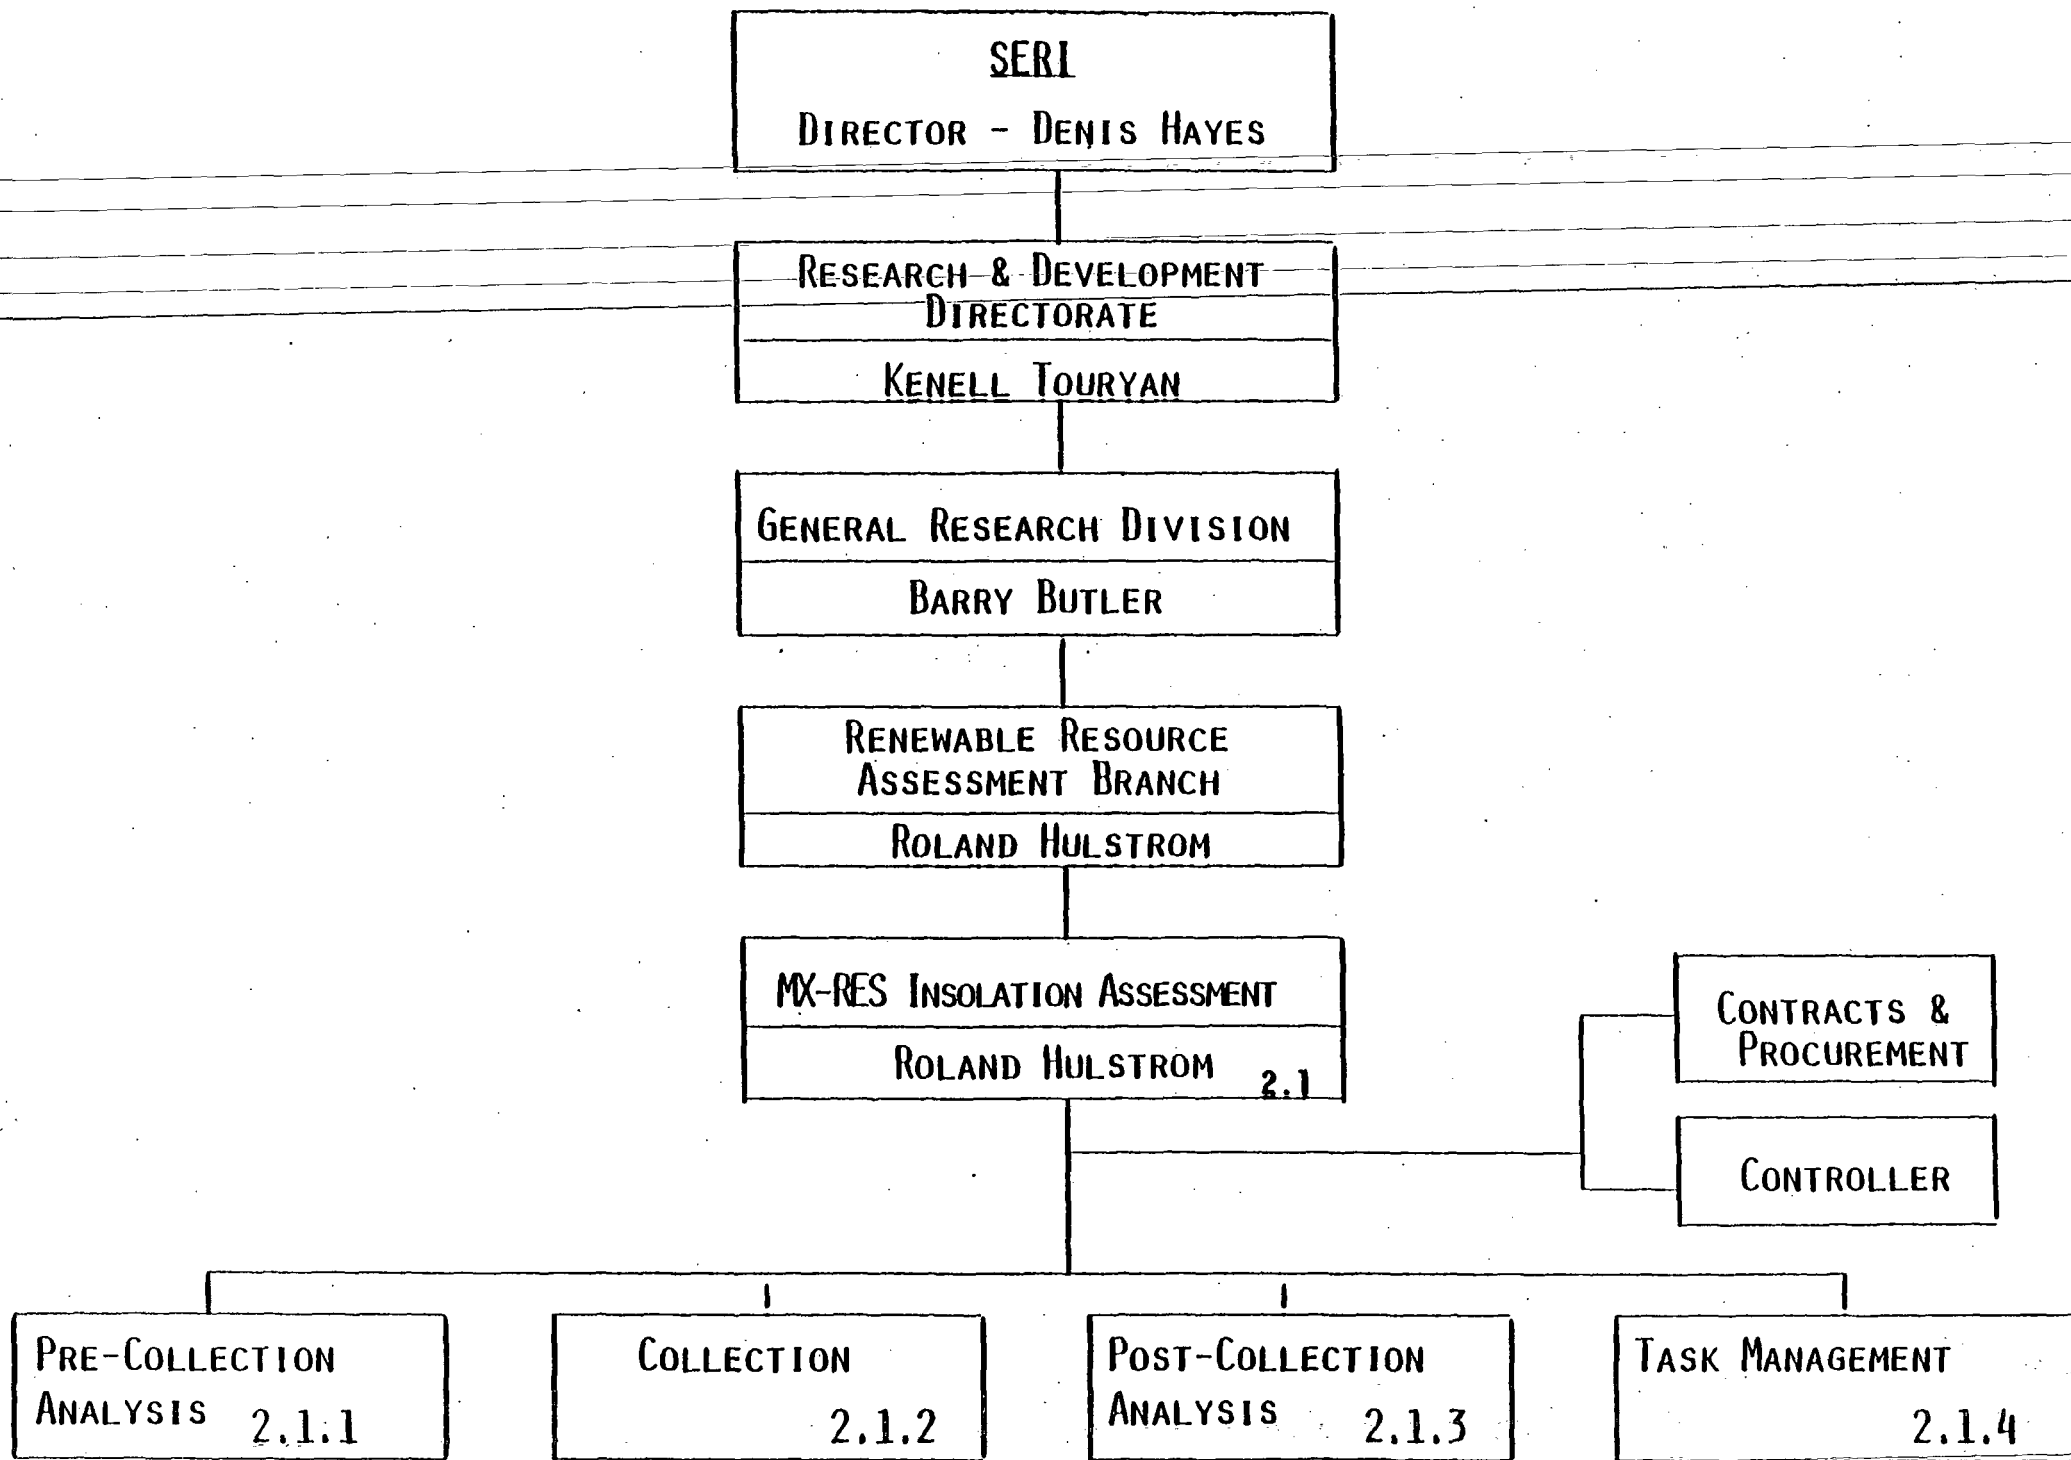 SERI
DIRECTOR - DENIS HAYES
RESEARCH & DEVELOPMENT
DIRECTORATE
KENELL TOURYAN
GENERAL RESEARCH DIVISION
BARRY BUTLER
RENEWABLE RESOURCE
ASSESSMENT BRANCH
ROLAND HULSTROM
MX-RES INSOLATION ASSESSMENT
ROLAND HULSTROM 2.1
CONTRACTS &
PROCUREMENT
CONTROLLER
PRE-COLLECTION
ANALYSIS 2.1.1
COLLECTION
2.1.2
POST-COLLECTION
ANALYSIS 2.1.3
TASK MANAGEMENT
2.1.4